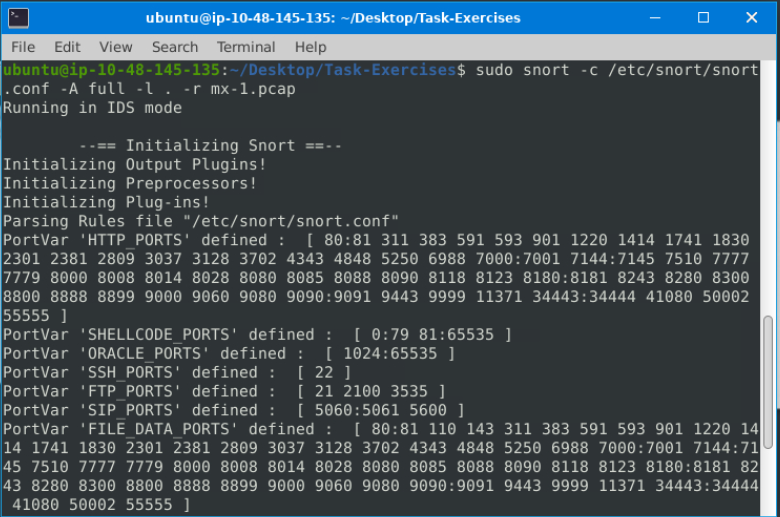 ubuntu@ip-10-48-145-135: ~/Desktop/Task-Exercises
File Edit View Search Terminal Help
ubuntu@ip-10-48-145-135:~/Desktop/Task-Exercises$ sudo snort -c /etc/snort/snort
.conf -A full -l . -r mx-1.pcap
Running in IDS mode
--== Initializing Snort ==--
Initializing Output Plugins!
Initializing Preprocessors!
Initializing Plug-ins!
Parsing Rules file "/etc/snort/snort.conf"
PortVar 'HTTP_PORTS' defined :  [ 80:81 311 383 591 593 901 1220 1414 1741 1830
2301 2381 2809 3037 3128 3702 4343 4848 5250 6988 7000:7001 7144:7145 7510 7777
7779 8000 8008 8014 8028 8080 8085 8088 8090 8118 8123 8180:8181 8243 8280 8300
8800 8888 8899 9000 9060 9080 9090:9091 9443 9999 11371 34443:34444 41080 50002
55555 ]
PortVar 'SHELLCODE_PORTS' defined :  [ 0:79 81:65535 ]
PortVar 'ORACLE_PORTS' defined :  [ 1024:65535 ]
PortVar 'SSH_PORTS' defined :  [ 22 ]
PortVar 'FTP_PORTS' defined :  [ 21 2100 3535 ]
PortVar 'SIP_PORTS' defined :  [ 5060:5061 5600 ]
PortVar 'FILE_DATA_PORTS' defined :  [ 80:81 110 143 311 383 591 593 901 1220 14
14 1741 1830 2301 2381 2809 3037 3128 3702 4343 4848 5250 6988 7000:7001 7144:71
45 7510 7777 7779 8000 8008 8014 8028 8080 8085 8088 8090 8118 8123 8180:8181 82
43 8280 8300 8800 8888 8899 9000 9060 9080 9090:9091 9443 9999 11371 34443:34444
41080 50002 55555 ]